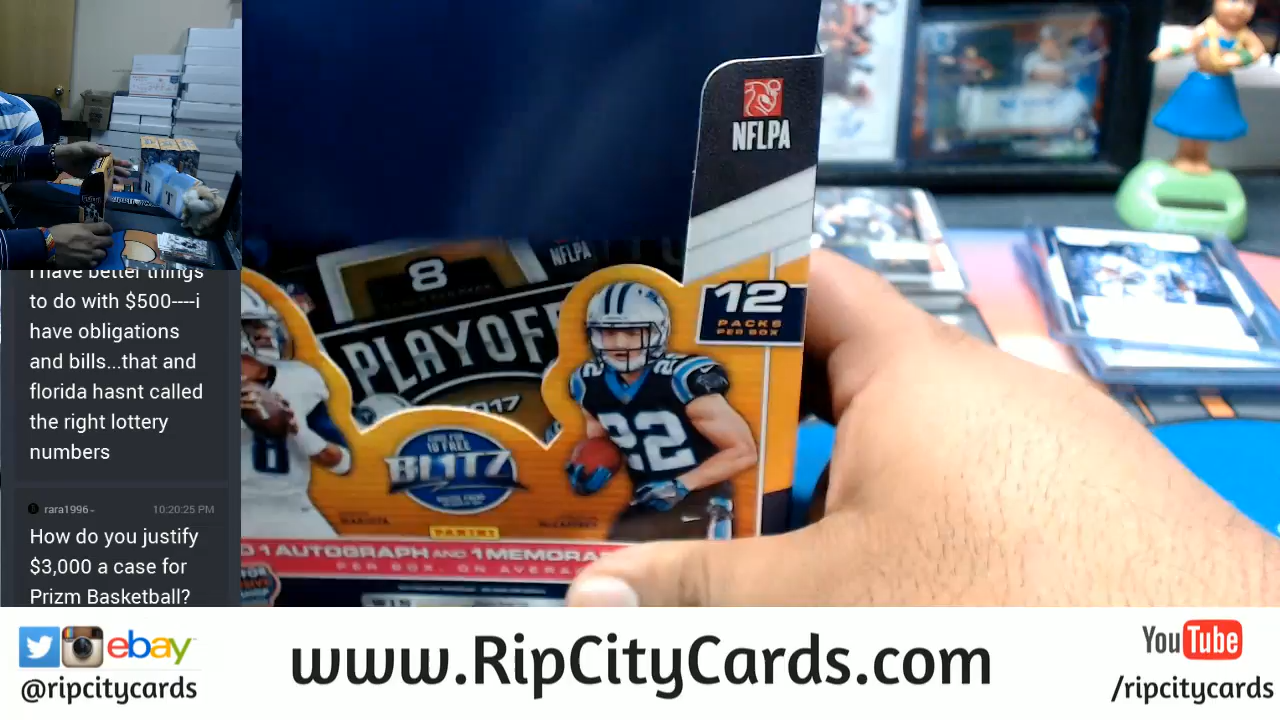 I have better things
to do with $500----i
have obligations
and bills...that and
florida hasnt called
the right lottery
numbers
rara1996-
10:20:25 PM
How do you justify
$3,000 a case for
Prizm Basketball?
NFLPA
NFLPA
8
PLAYOFF
2017
12
PACKS
PER BOX
22
8
BLITZ
PANINI
1 AUTOGRAPH AND 1 MEMORA
PER BOX, ON AVERA
ebay
@ripcitycards
www.RipCityCards.com
YouTube
/ripcitycards